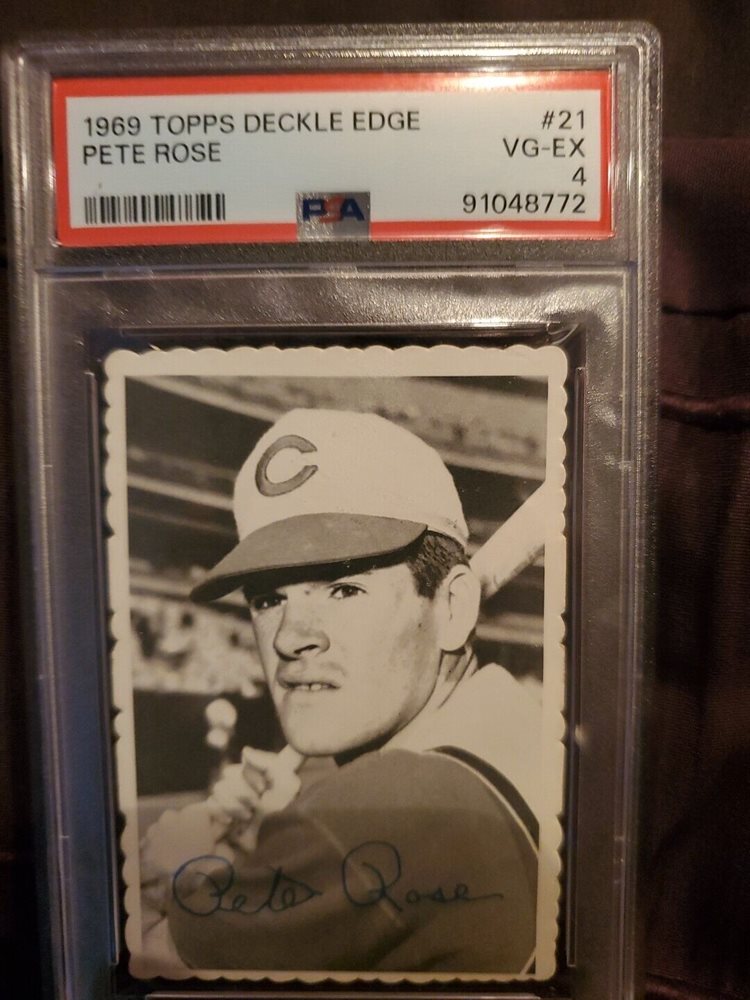 1969 TOPPS DECKLE EDGE #21
PETE ROSE VG-EX
4
PSA 91048772
C
Pete Rose